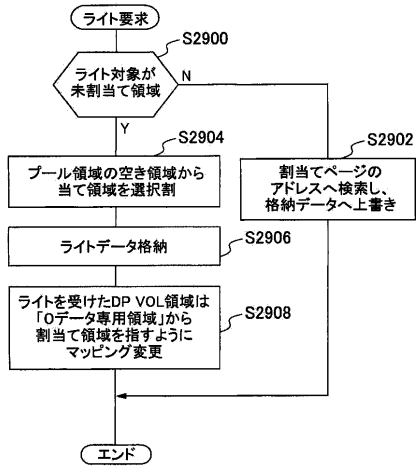 ライト要求
S2900
ライト対象が
未割当て領域
N
Y
S2904
プール領域の空き領域から
当て領域を選択割
S2902
割当てページの
アドレスへ検索し、
格納データへ上書き
ライトデータ格納
S2906
ライトを受けたDP VOL領域は
「0データ専用領域」から
割当て領域を指すように
マッピング変更
S2908
エンド